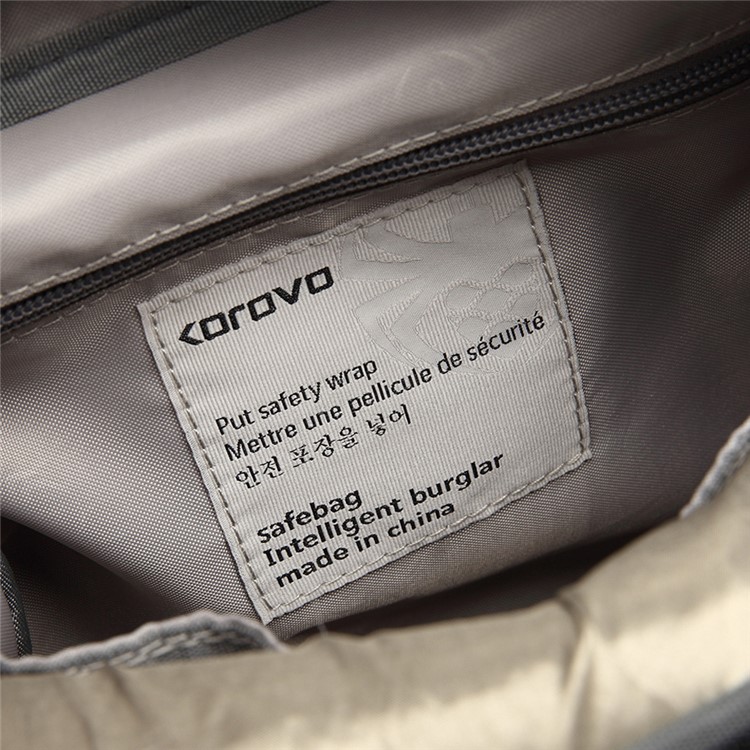 korovo
Put safety wrap
Mettre une pellicule de sécurité
안전 포장을 넣어
safebag
Intelligent burglar
made in china